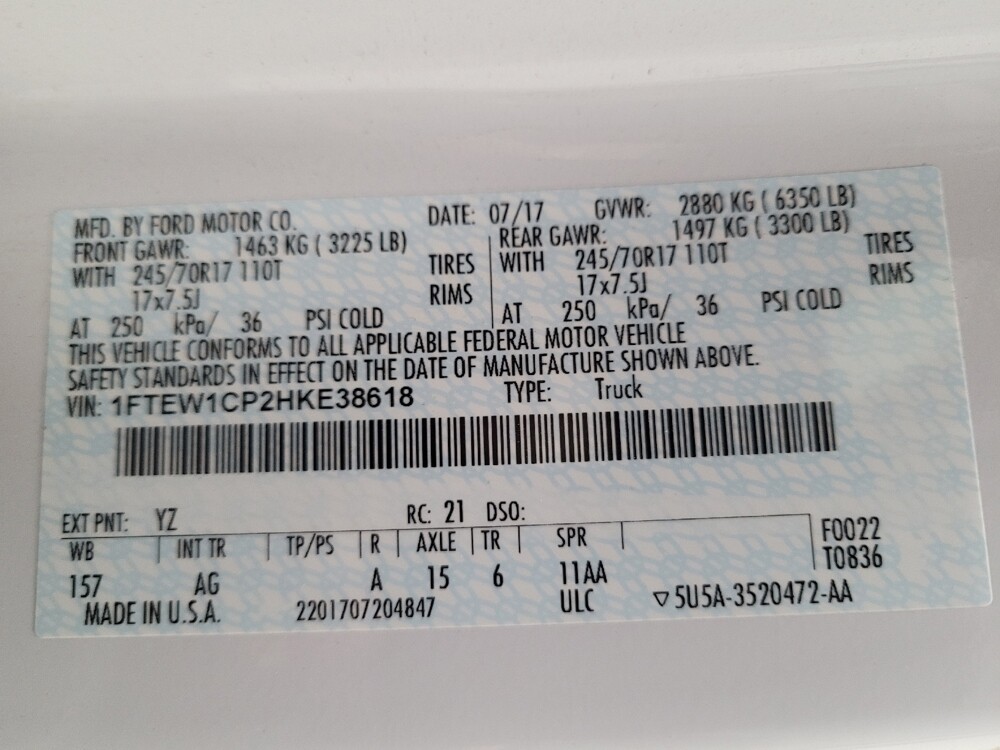 MFD. BY FORD MOTOR CO. DATE: 07/17 GVWR: 2880 KG ( 6350 LB)
FRONT GAWR: 1463 KG ( 3225 LB) REAR GAWR: 1497 KG ( 3300 LB)
WITH 245/70R17 110T TIRES WITH 245/70R17 110T TIRES
17x7.5J RIMS 17x7.5J RIMS
AT 250 kPa/ 36 PSI COLD AT 250 kPa/ 36 PSI COLD
THIS VEHICLE CONFORMS TO ALL APPLICABLE FEDERAL MOTOR VEHICLE
SAFETY STANDARDS IN EFFECT ON THE DATE OF MANUFACTURE SHOWN ABOVE.
VIN: 1FTEW1CP2HKE38618 TYPE: Truck
EXT PNT: YZ RC: 21 DSO:
WB INT TR TP/PS R AXLE TR SPR F0022
157 AG A 15 6 11AA T0836
MADE IN U.S.A. 2201707204847 ULC ▽5U5A-3520472-AA